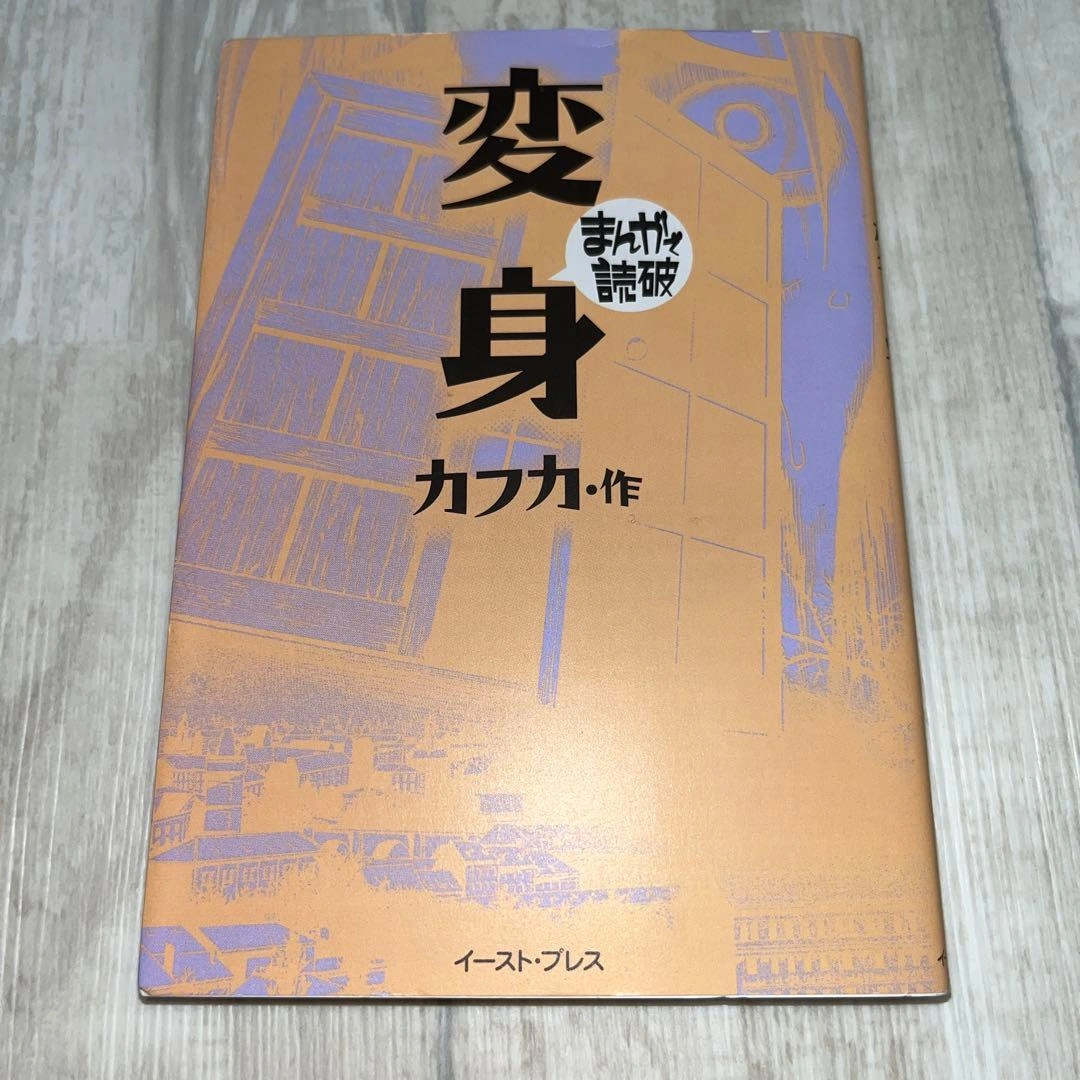 変身
まんがで
読破
カフカ・作
イースト・プレス